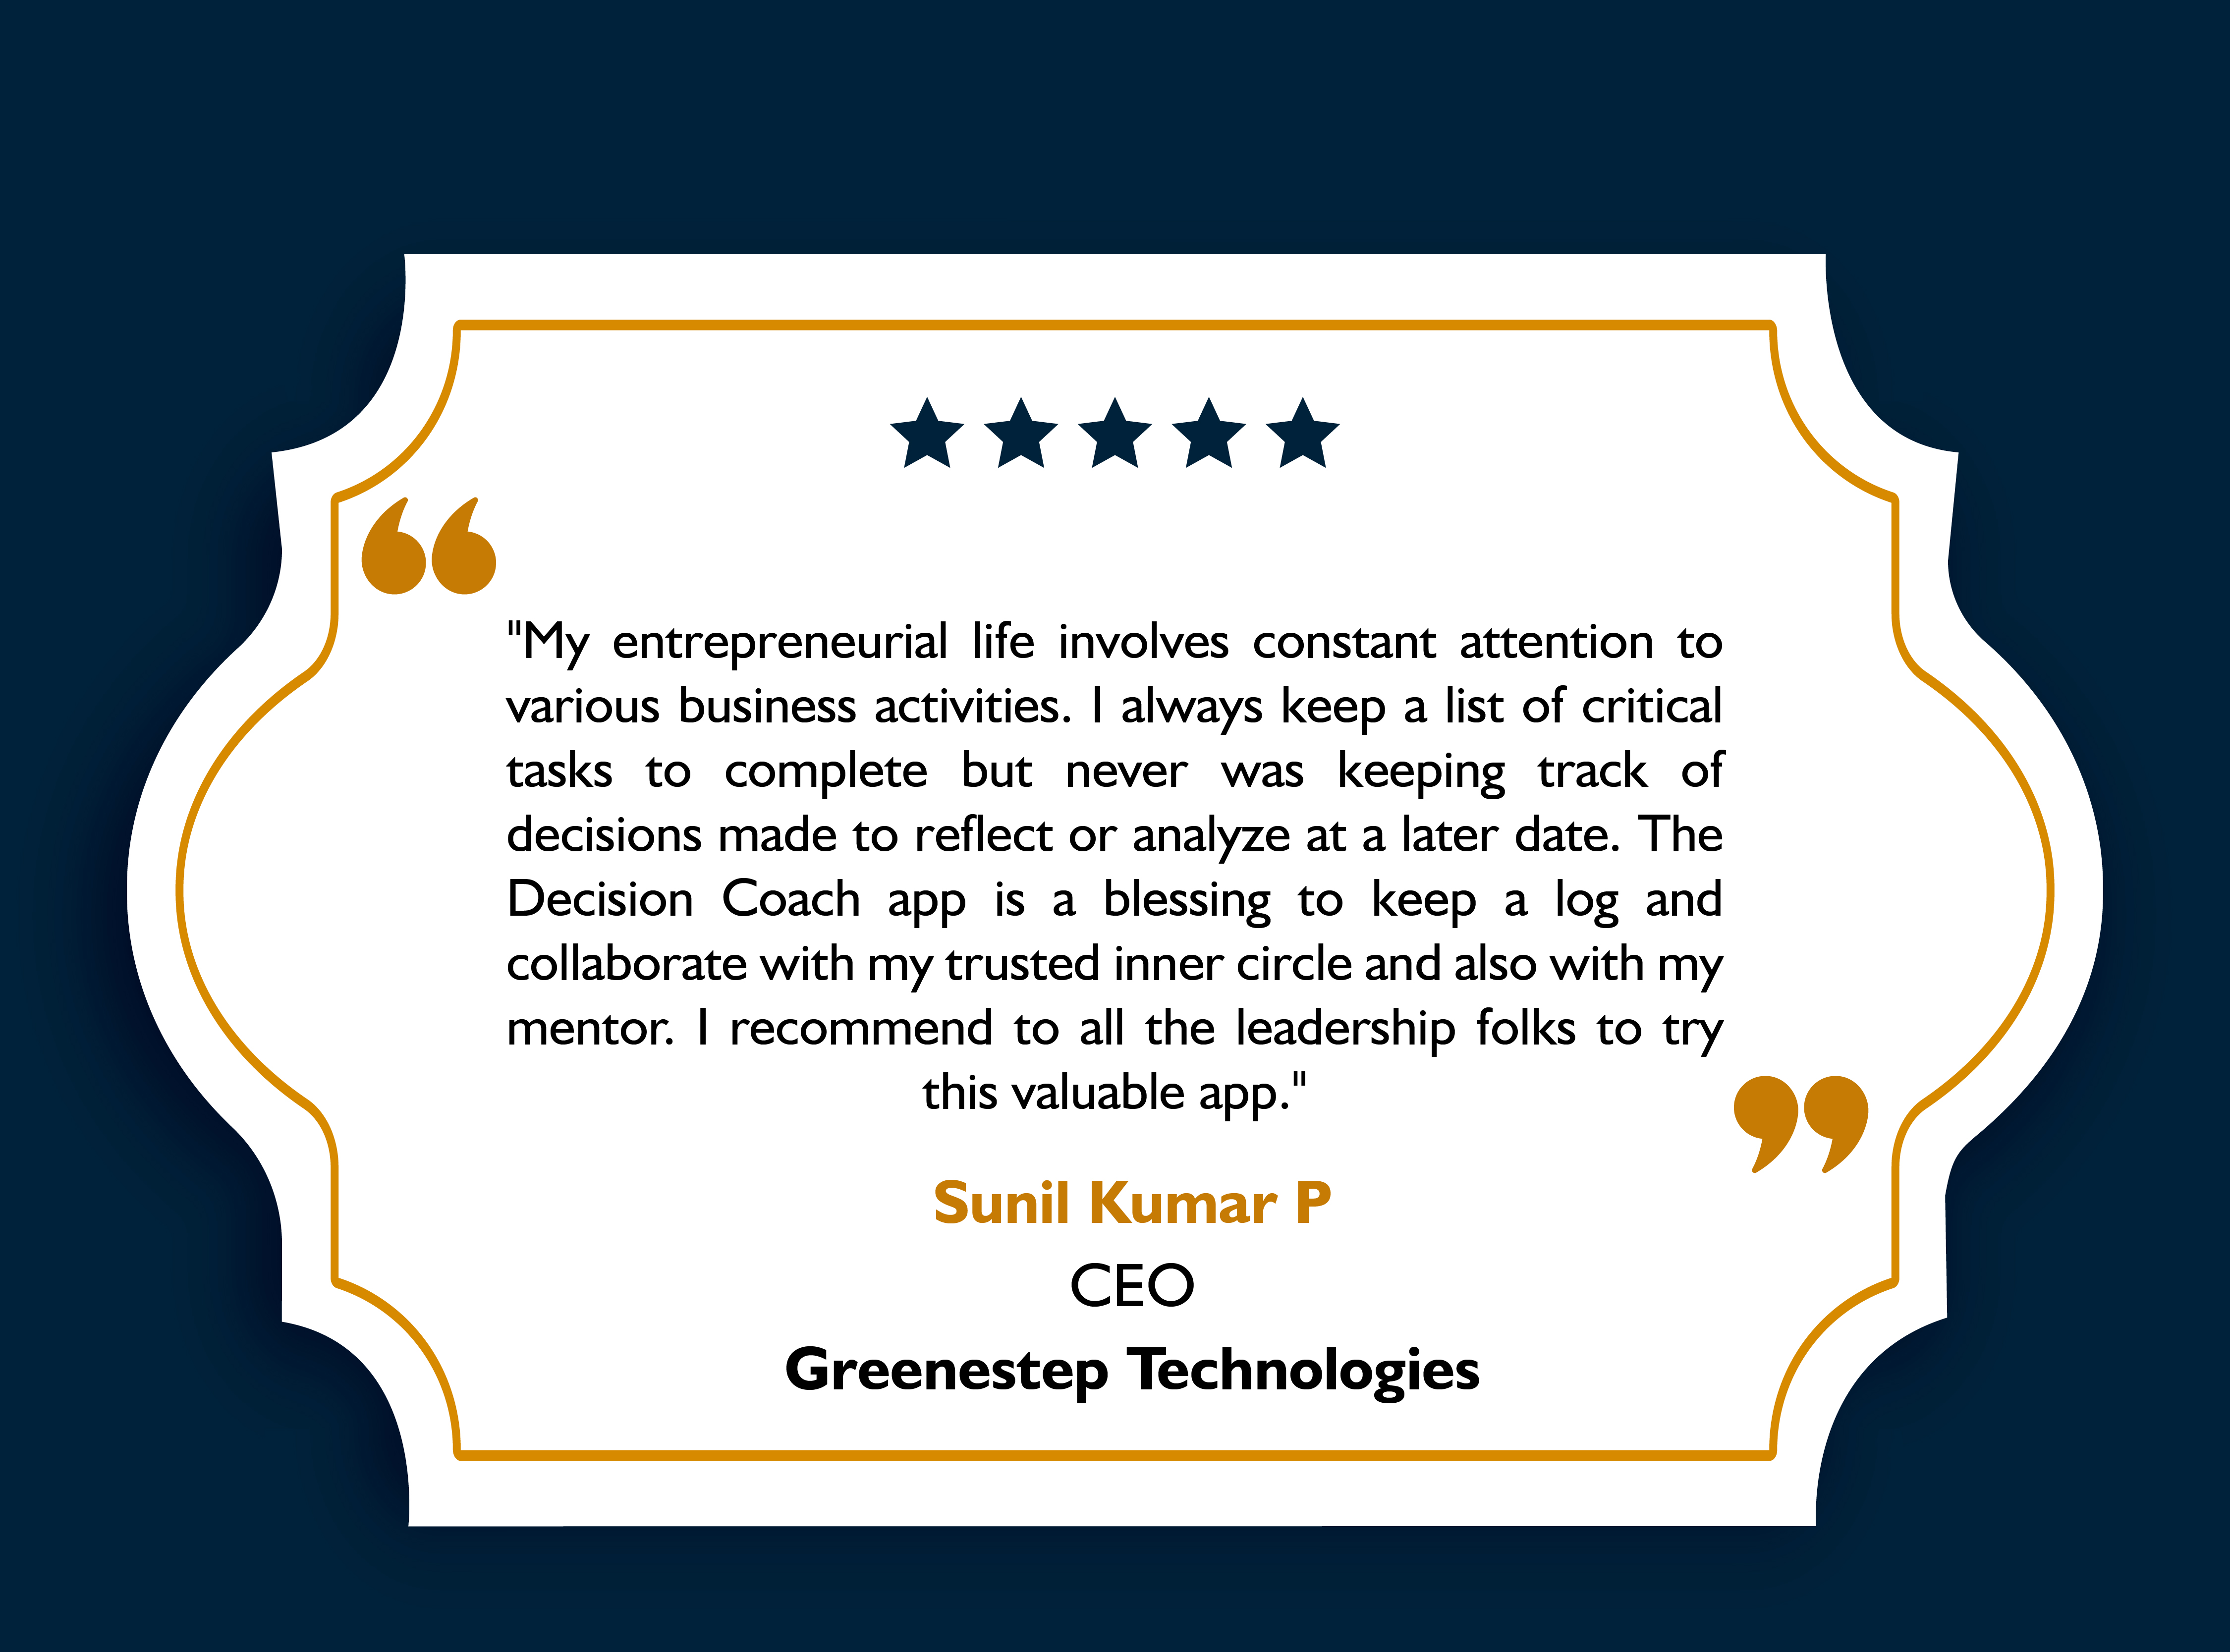 "My entrepreneurial life involves constant attention to
various business activities. I always keep a list of critical
tasks to complete but never was keeping track of
decisions made to reflect or analyze at a later date. The
Decision Coach app is a blessing to keep a log and
collaborate with my trusted inner circle and also with my
mentor. I recommend to all the leadership folks to try
this valuable app."
Sunil Kumar P
CEO
Greenestep Technologies